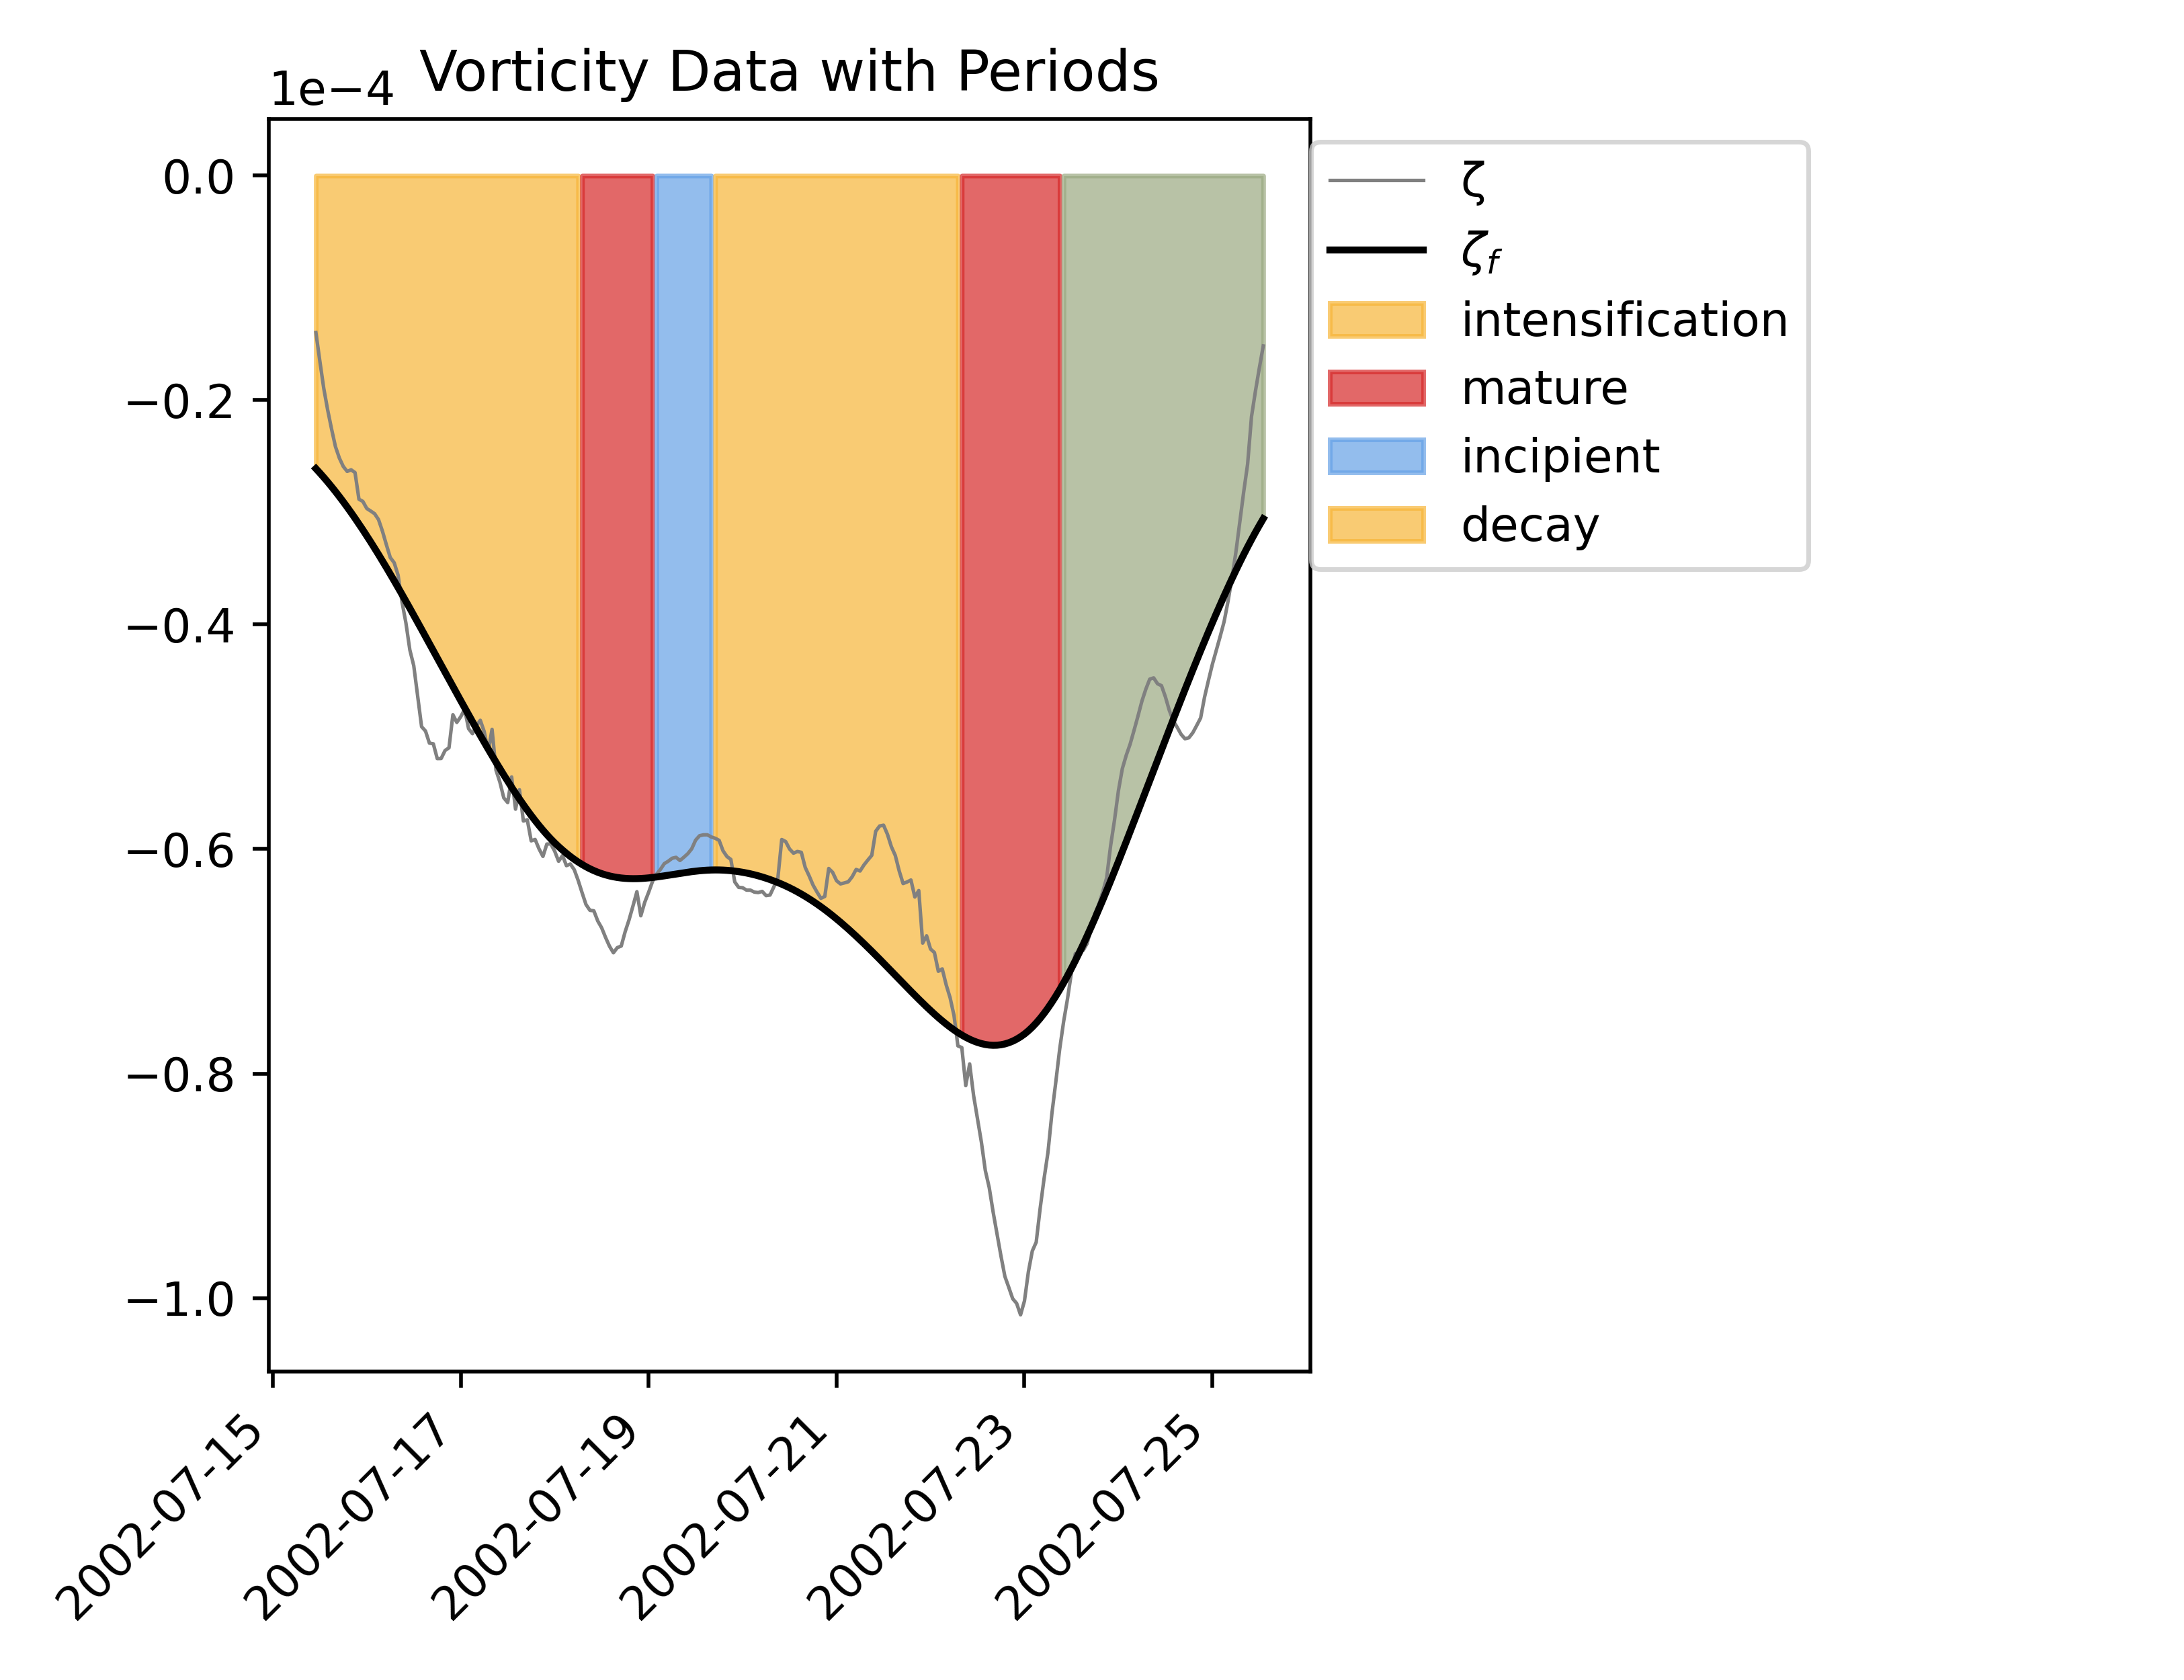 Vorticity Data with Periods
1e−4
0.0
−0.2
−0.4
−0.6
−0.8
−1.0
2002-07-15
2002-07-17
2002-07-19
2002-07-21
2002-07-23
2002-07-25
ζ
ζf
intensification
mature
incipient
decay